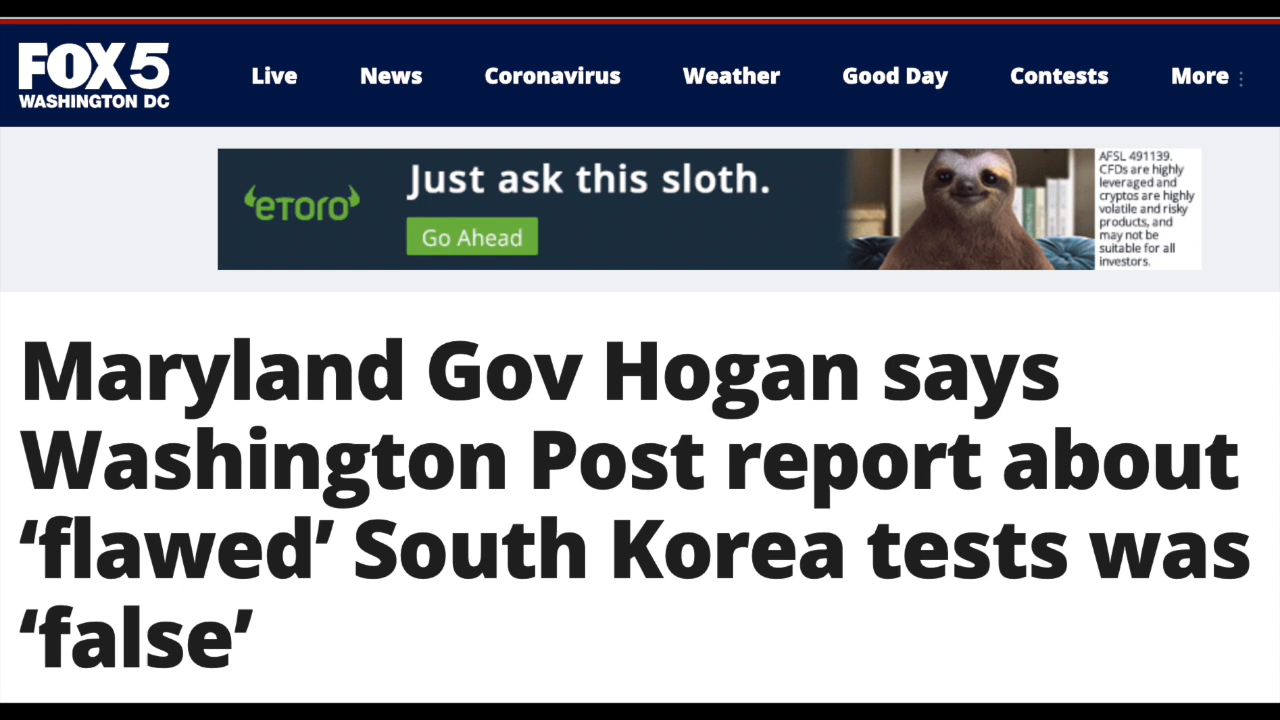 FOX 5
WASHINGTON DC
Live News Coronavirus Weather Good Day Contests More
eToro
Just ask this sloth.
Go Ahead
AFSL 491139.
CFDs are highly
leveraged and
cryptos are highly
volatile and risky
products, and
may not be
suitable for all
investors.
Maryland Gov Hogan says
Washington Post report about
‘flawed’ South Korea tests was
‘false’